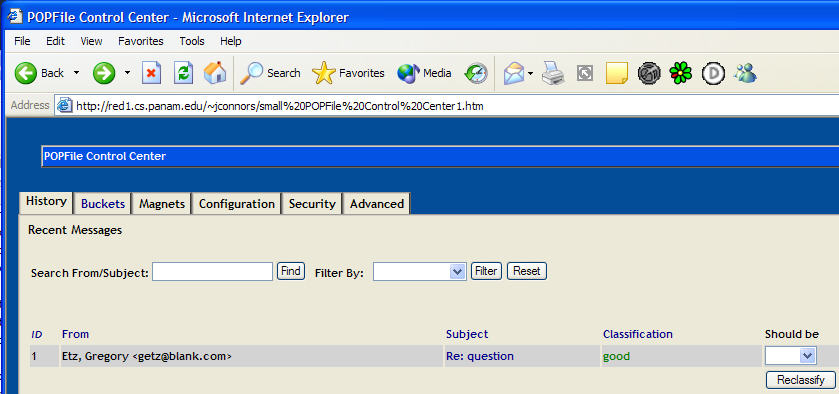 POPFile Control Center - Microsoft Internet Explorer
File Edit View Favorites Tools Help
Back Search Favorites Media
Address http://red1.cs.panam.edu/~jconnors/small%20POPFile%20Control%20Center1.htm
POPFile Control Center
History Buckets Magnets Configuration Security Advanced
Recent Messages
Search From/Subject: Find Filter By: Filter Reset
ID From Subject Classification Should be
1 Etz, Gregory <getz@blank.com> Re: question good
Reclassify